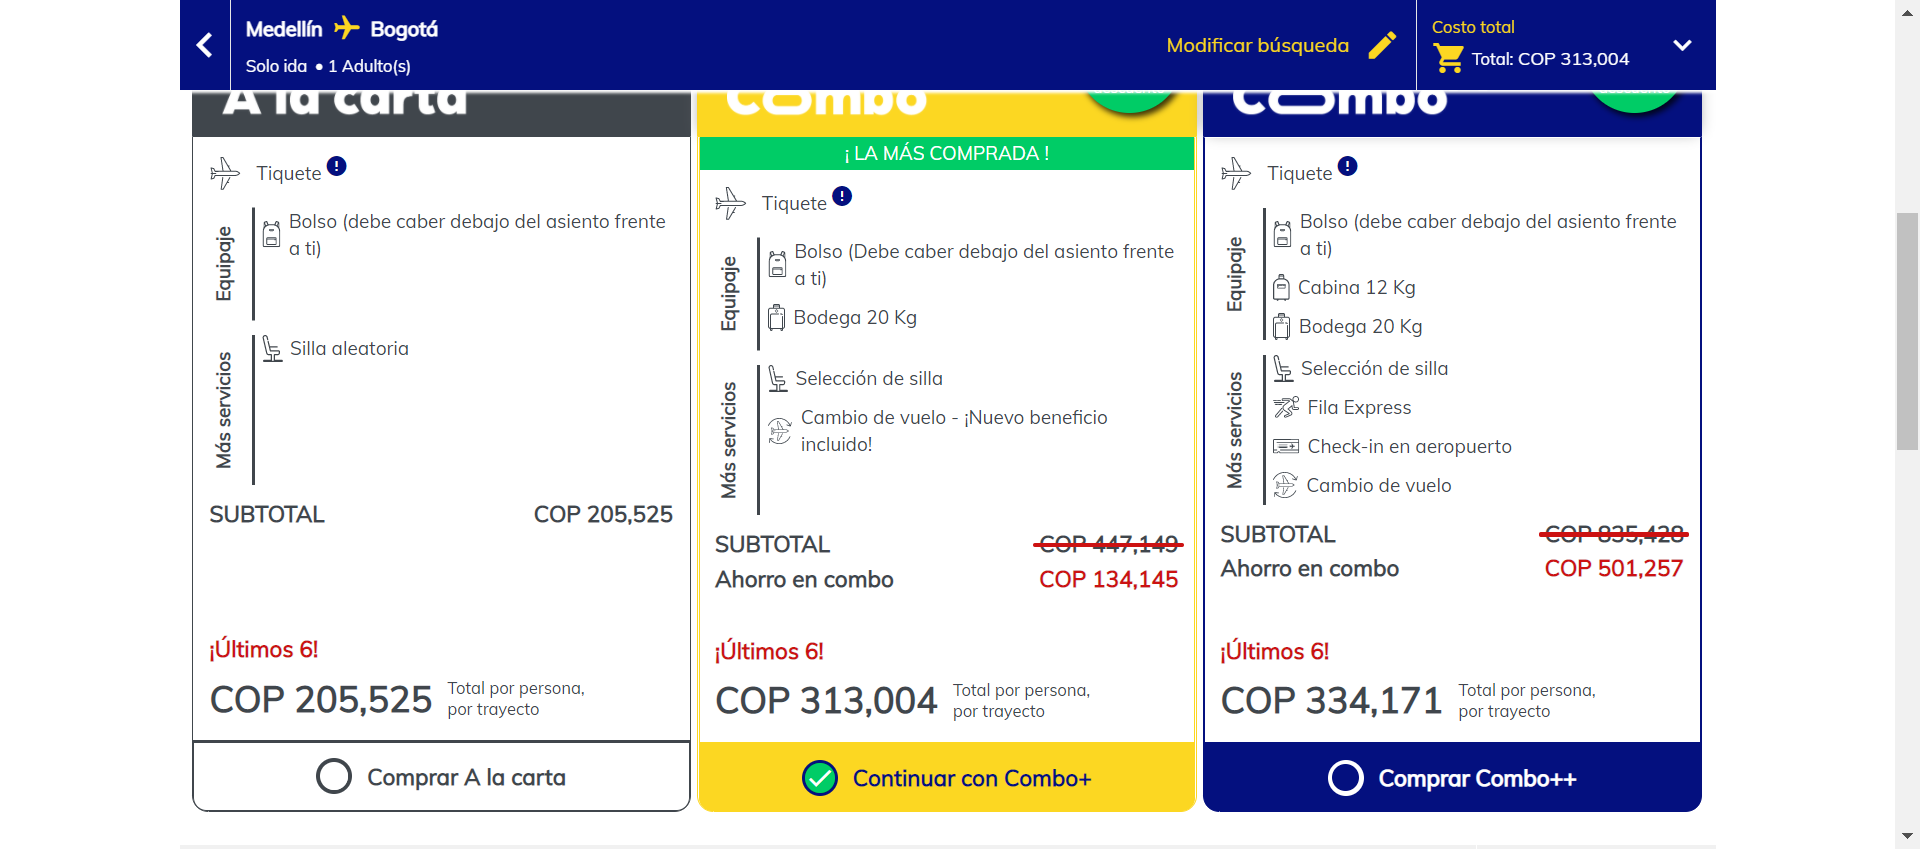 Medellín Bogotá
Solo ida • 1 Adulto(s)
Modificar búsqueda
Costo total
Total: COP 313,004
A la carta
Tiquete
Equipaje
Bolso (debe caber debajo del asiento frente
a ti)
Más servicios
Silla aleatoria
SUBTOTAL COP 205,525
¡Últimos 6!
COP 205,525
Total por persona,
por trayecto
Comprar A la carta
Combo
¡ LA MÁS COMPRADA !
Tiquete
Equipaje
Bolso (Debe caber debajo del asiento frente
a ti)
Bodega 20 Kg
Más servicios
Selección de silla
Cambio de vuelo - ¡Nuevo beneficio
incluido!
SUBTOTAL COP 447,149
Ahorro en combo COP 134,145
¡Últimos 6!
COP 313,004
Total por persona,
por trayecto
Continuar con Combo+
Combo
Tiquete
Equipaje
Bolso (debe caber debajo del asiento frente
a ti)
Cabina 12 Kg
Bodega 20 Kg
Más servicios
Selección de silla
Fila Express
Check-in en aeropuerto
Cambio de vuelo
SUBTOTAL COP 835,428
Ahorro en combo COP 501,257
¡Últimos 6!
COP 334,171
Total por persona,
por trayecto
Comprar Combo++